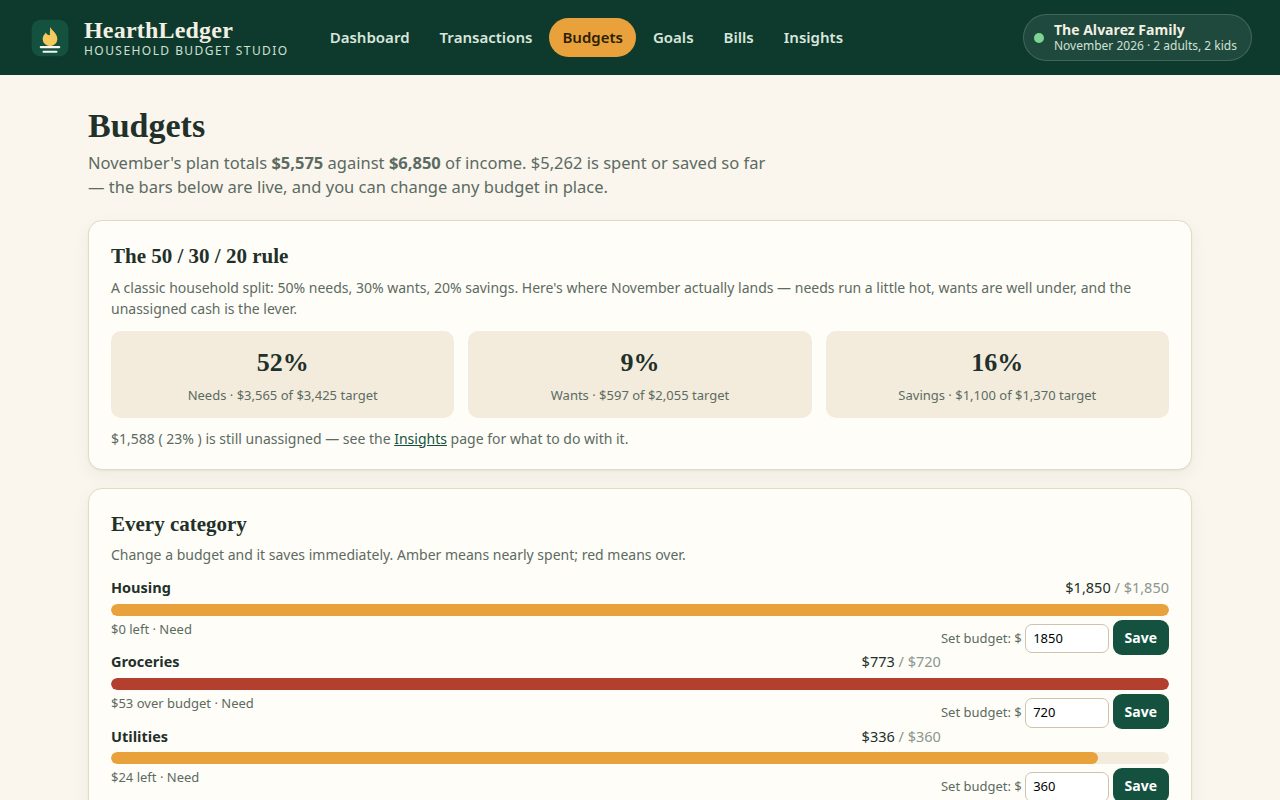 HearthLedger
HOUSEHOLD BUDGET STUDIO
Dashboard
Transactions
Budgets
Goals
Bills
Insights
The Alvarez Family
November 2026 · 2 adults, 2 kids
Budgets
November's plan totals $5,575 against $6,850 of income. $5,262 is spent or saved so far
— the bars below are live, and you can change any budget in place.
The 50 / 30 / 20 rule
A classic household split: 50% needs, 30% wants, 20% savings. Here's where November actually lands — needs run a little hot, wants are well under, and the
unassigned cash is the lever.
52%
Needs · $3,565 of $3,425 target
9%
Wants · $597 of $2,055 target
16%
Savings · $1,100 of $1,370 target
$1,588 ( 23% ) is still unassigned — see the Insights page for what to do with it.
Every category
Change a budget and it saves immediately. Amber means nearly spent; red means over.
Housing
$1,850 / $1,850
$0 left · Need
Set budget: $ 1850 Save
Groceries
$773 / $720
$53 over budget · Need
Set budget: $ 720 Save
Utilities
$336 / $360
$24 left · Need
Set budget: $ 360 Save